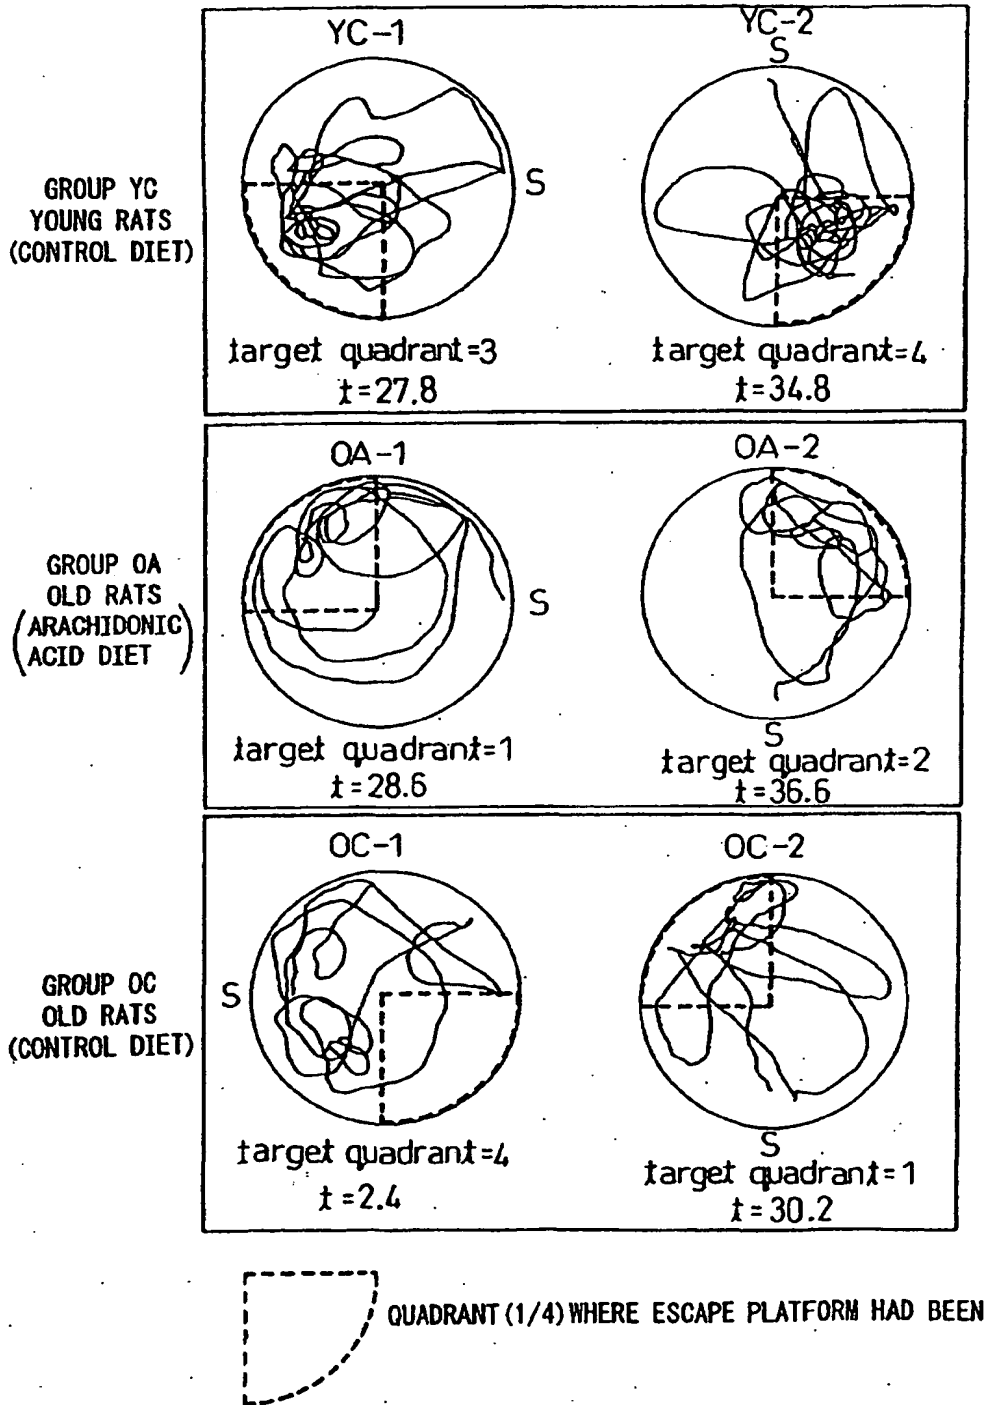 GROUP YC
YOUNG RATS
(CONTROL DIET)
YC-1
S
target quadrant=3
t=27.8
YC-2
S
target quadrant=4
t=34.8
GROUP OA
OLD RATS
(ARACHIDONIC
ACID DIET)
OA-1
S
target quadrant=1
t=28.6
OA-2
S
target quadrant=2
t=36.6
GROUP OC
OLD RATS
(CONTROL DIET)
OC-1
S
target quadrant=4
t=2.4
OC-2
S
target quadrant=1
t=30.2
QUADRANT (1/4) WHERE ESCAPE PLATFORM HAD BEEN